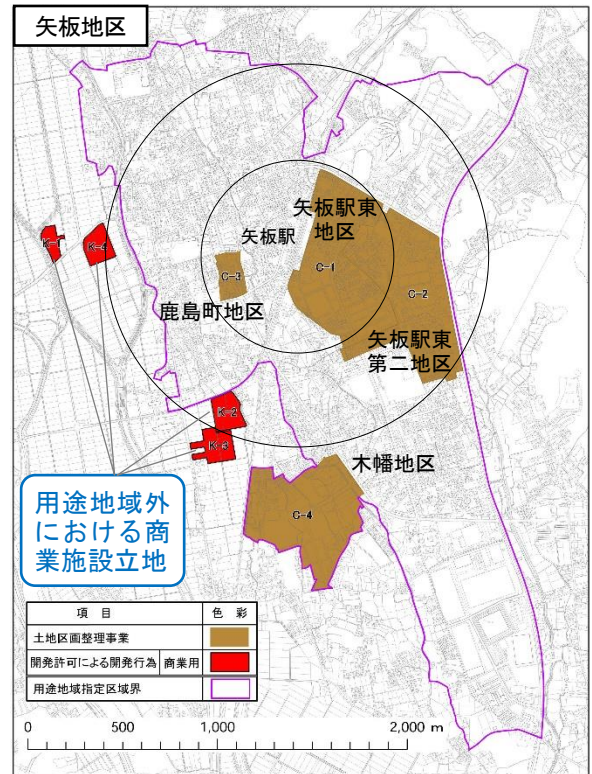 矢板地区
矢板駅東
地区
矢板駅
K-1
K-4
C-3
C-1
C-2
鹿島町地区
矢板駅東
第二地区
K-2
K-3
木幡地区
C-4
用途地域外
における商
業施設立地
項 目 色 彩
土地区画整理事業
開発許可による開発行為 商業用
用途地域指定区域界
0 500 1,000 2,000 m